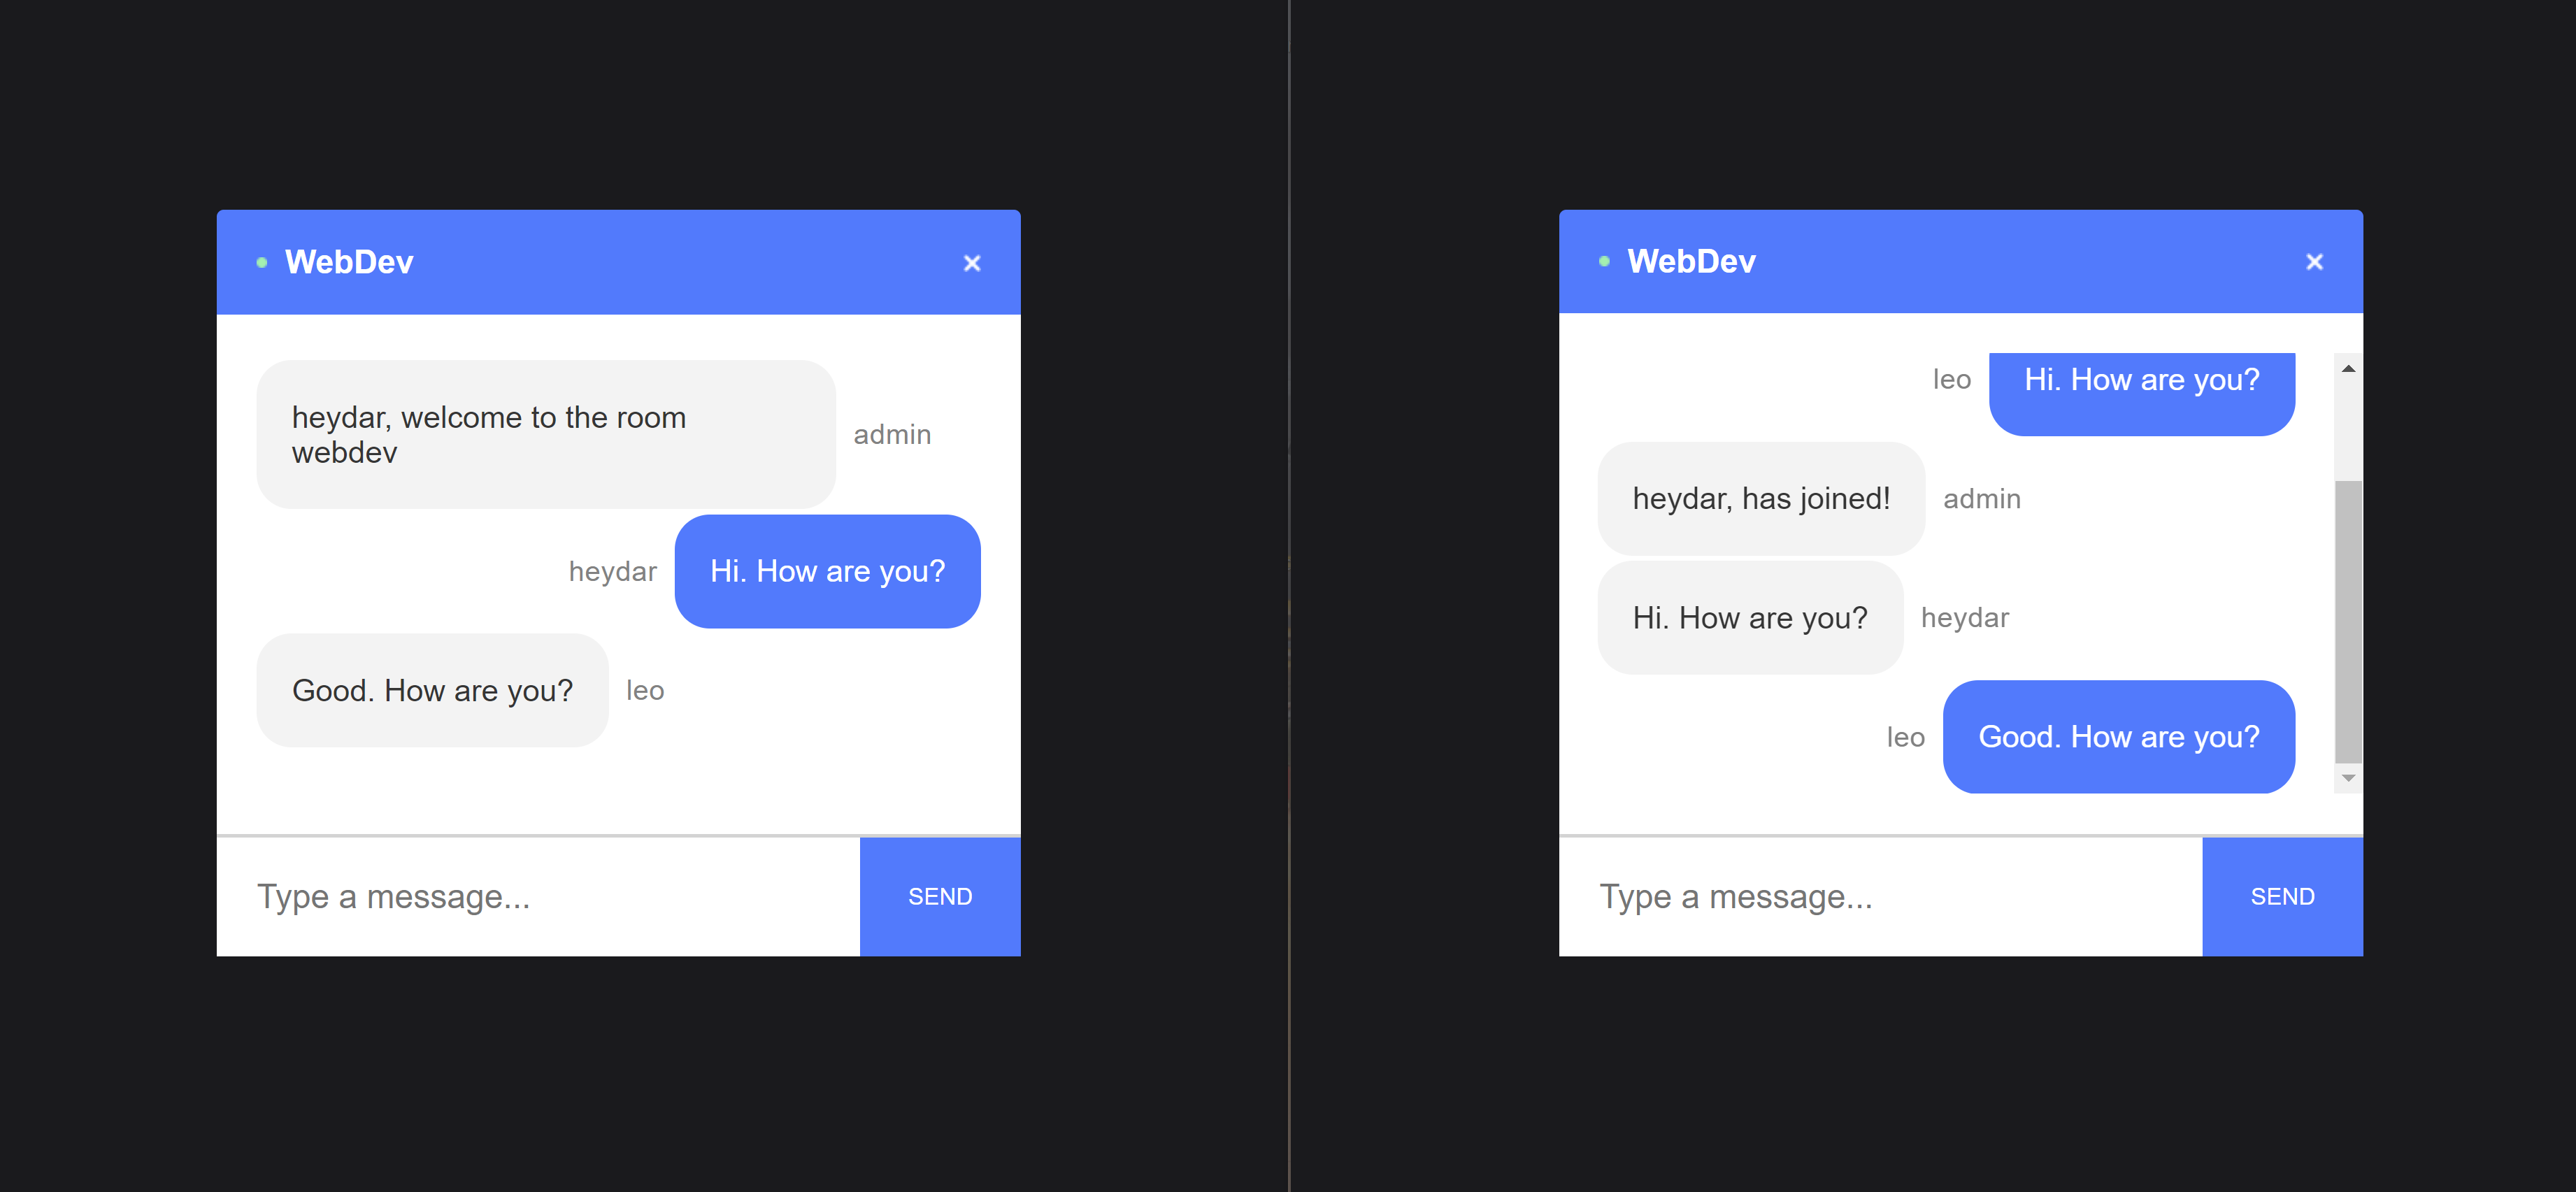 WebDev
heydar, welcome to the room
webdev
admin
heydar
Hi. How are you?
Good. How are you?
leo
Type a message...
SEND
WebDev
leo
Hi. How are you?
heydar, has joined!
admin
Hi. How are you?
heydar
leo
Good. How are you?
Type a message...
SEND